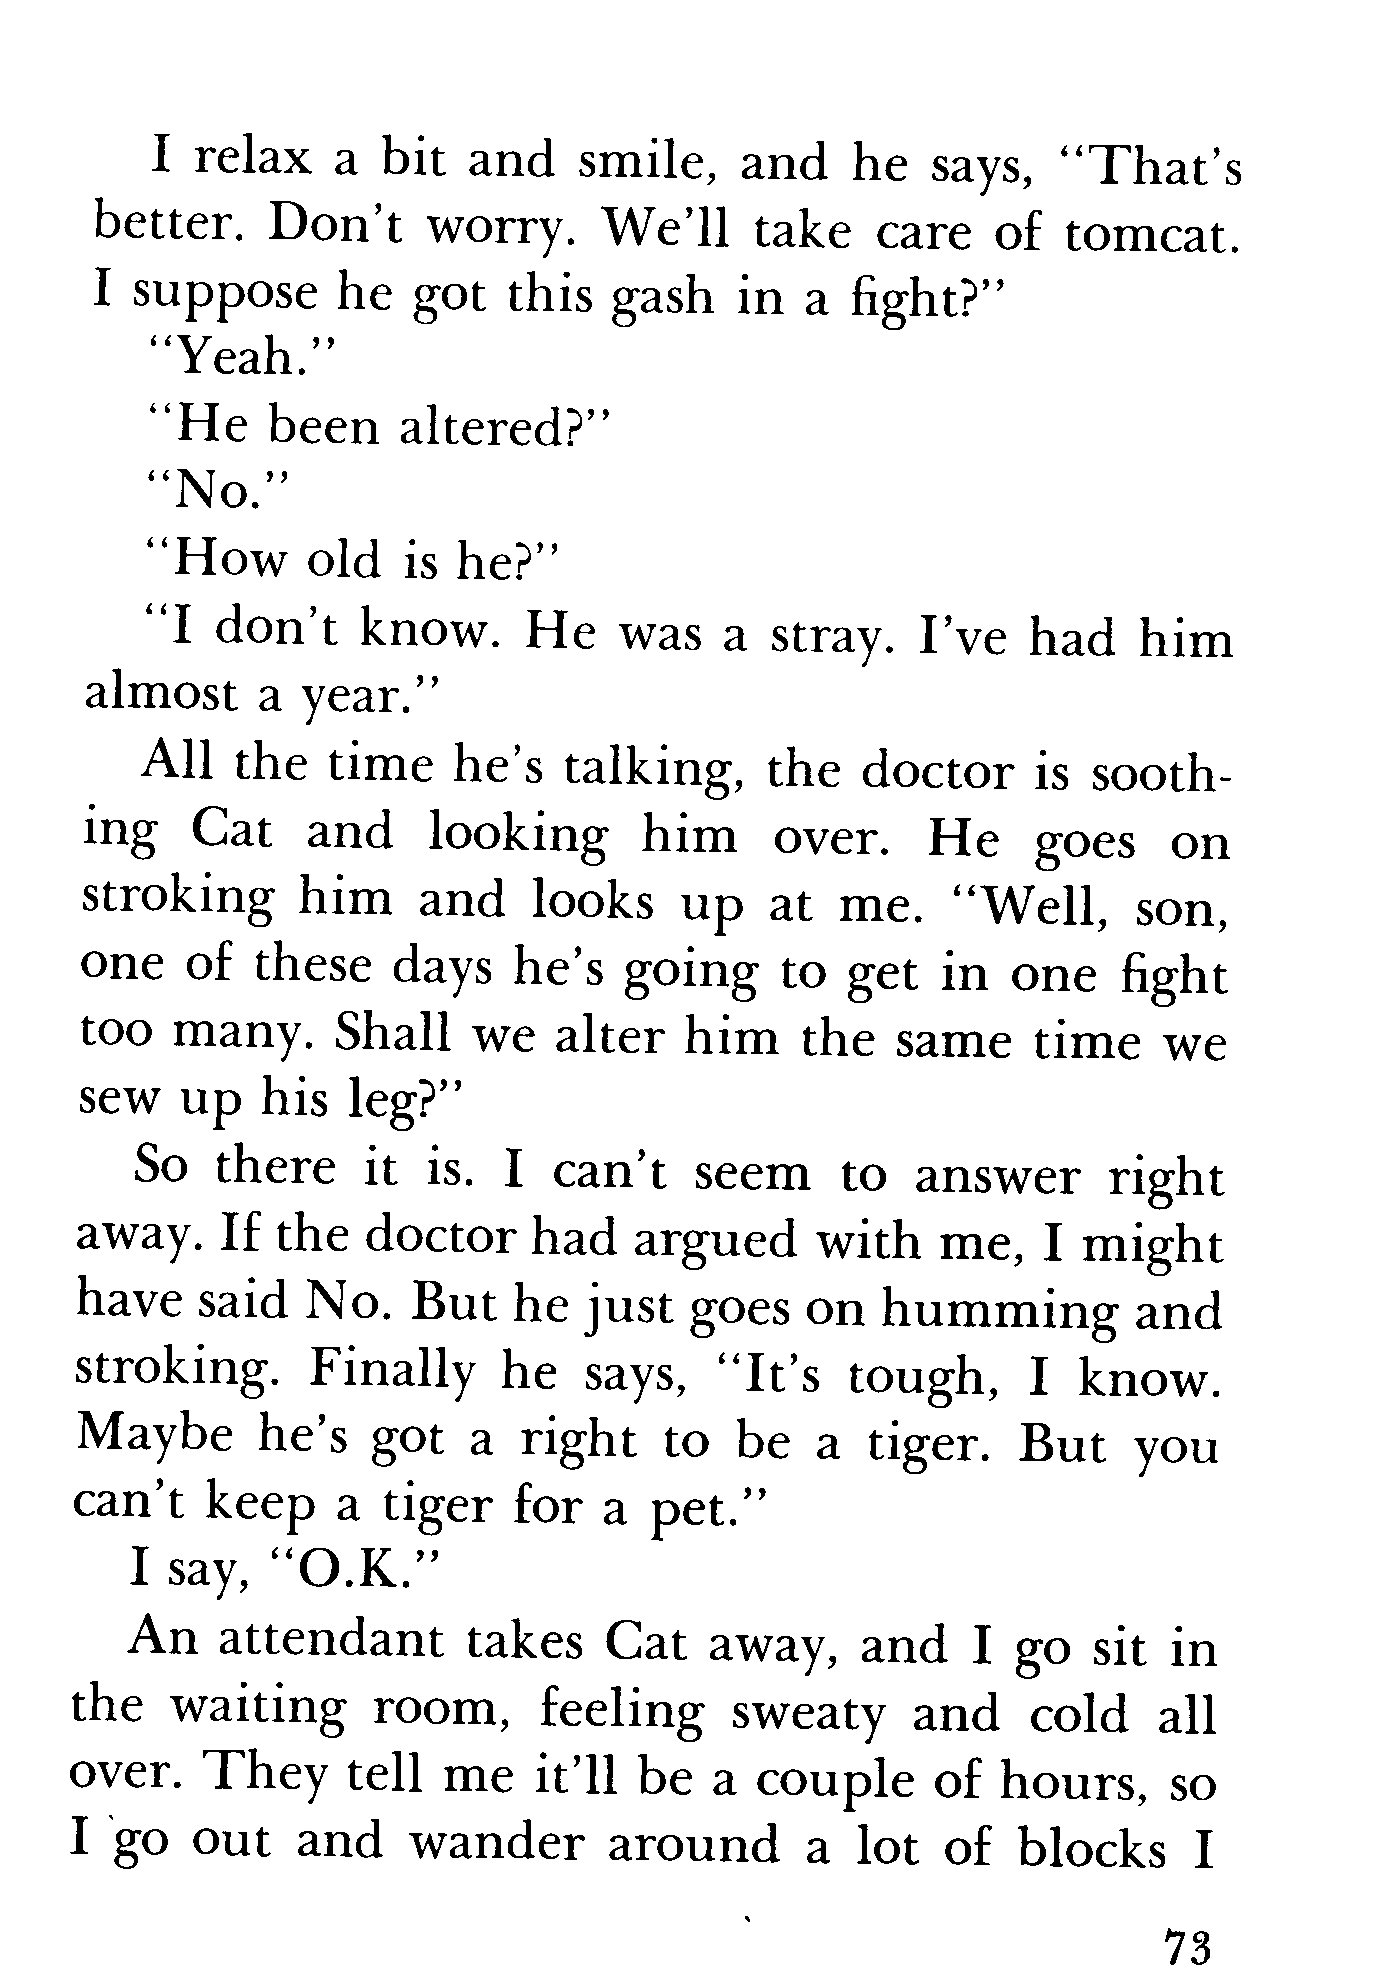 I relax a bit and smile, and he says, “That’s
better. Don’t worry. We’ll take care of tomcat.
I suppose he got this gash in a fight?”
“Yeah.”
“He been altered?”
“No.”
“How old is he?”
“I don’t know. He was a stray. I’ve had him
almost a year.”
All the time he’s talking, the doctor is sooth-
ing Cat and looking him over. He goes on
stroking him and looks up at me. “Well, son,
one of these days he’s going to get in one fight
too many. Shall we alter him the same time we
sew up his leg?”
So there it is. I can’t seem to answer right
away. If the doctor had argued with me, I might
have said No. But he just goes on humming and
stroking. Finally he says, “It’s tough, I know.
Maybe he’s got a right to be a tiger. But you
can’t keep a tiger for a pet.”
I say, “O.K.”
An attendant takes Cat away, and I go sit in
the waiting room, feeling sweaty and cold all
over. They tell me it’ll be a couple of hours, so
I go out and wander around a lot of blocks I
73